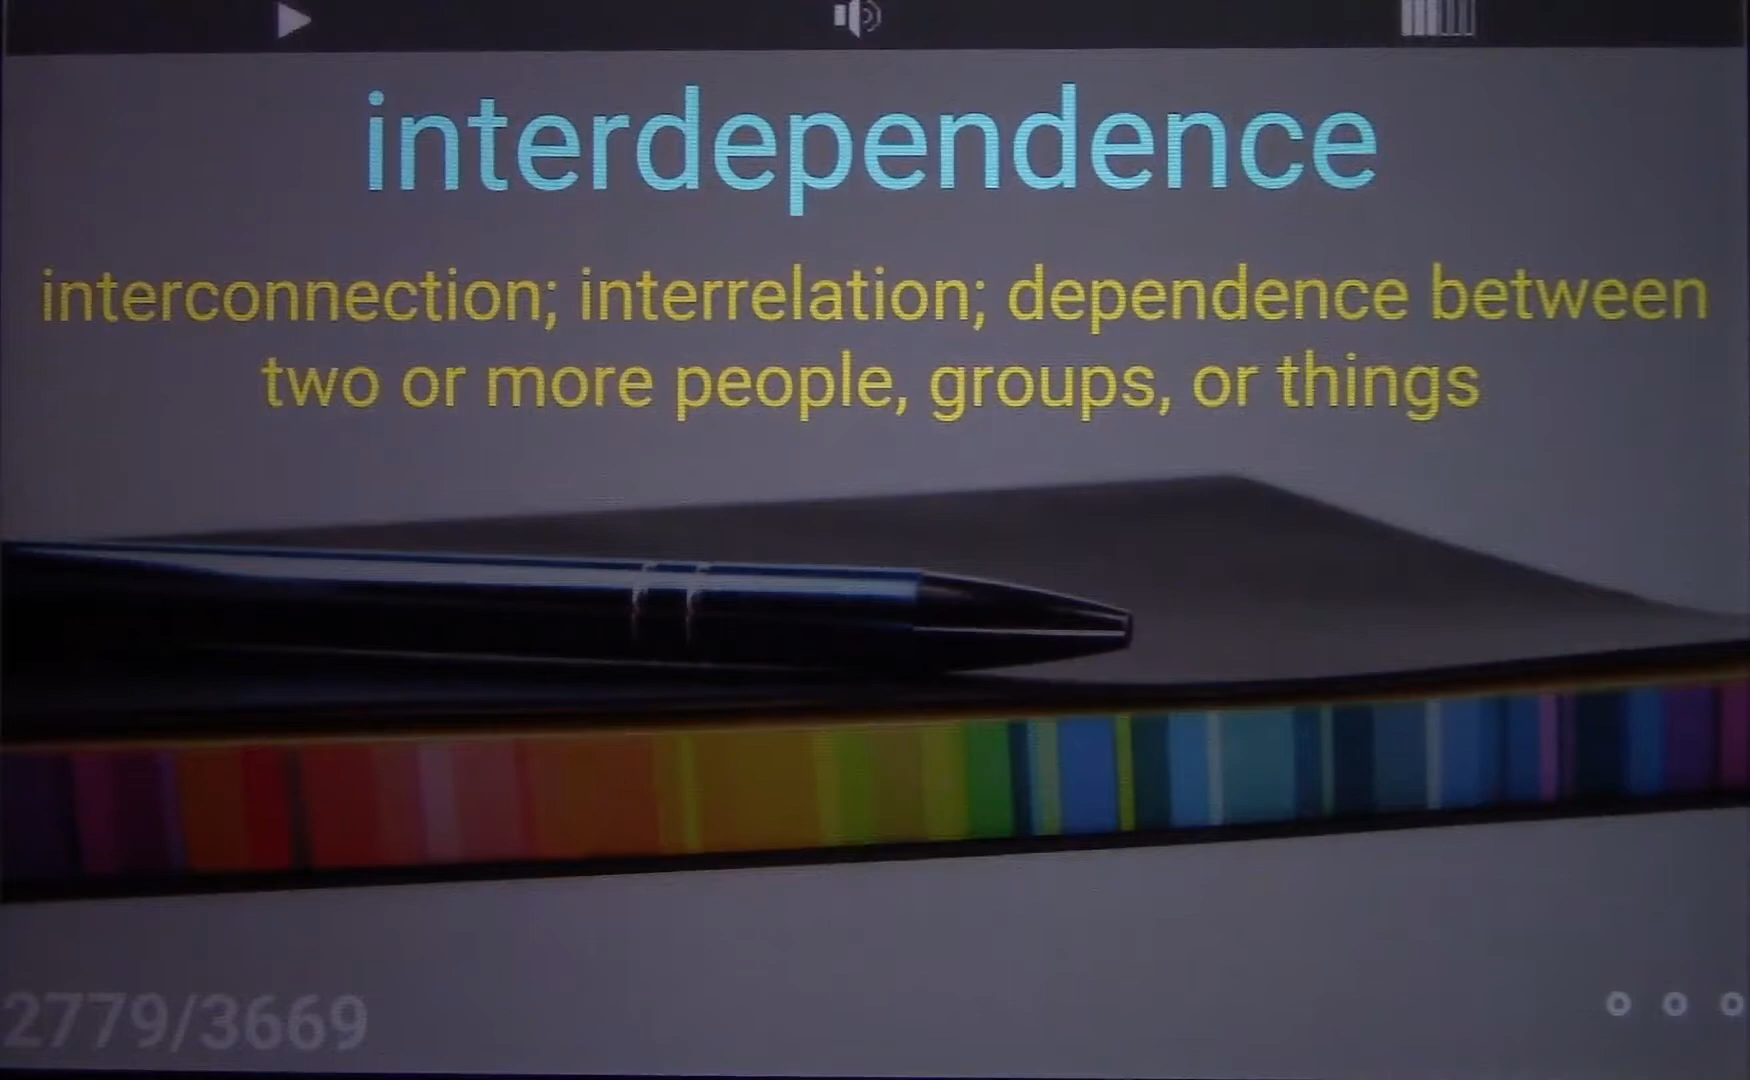 interdependence
interconnection; interrelation; dependence between
two or more people, groups, or things
2779/3669